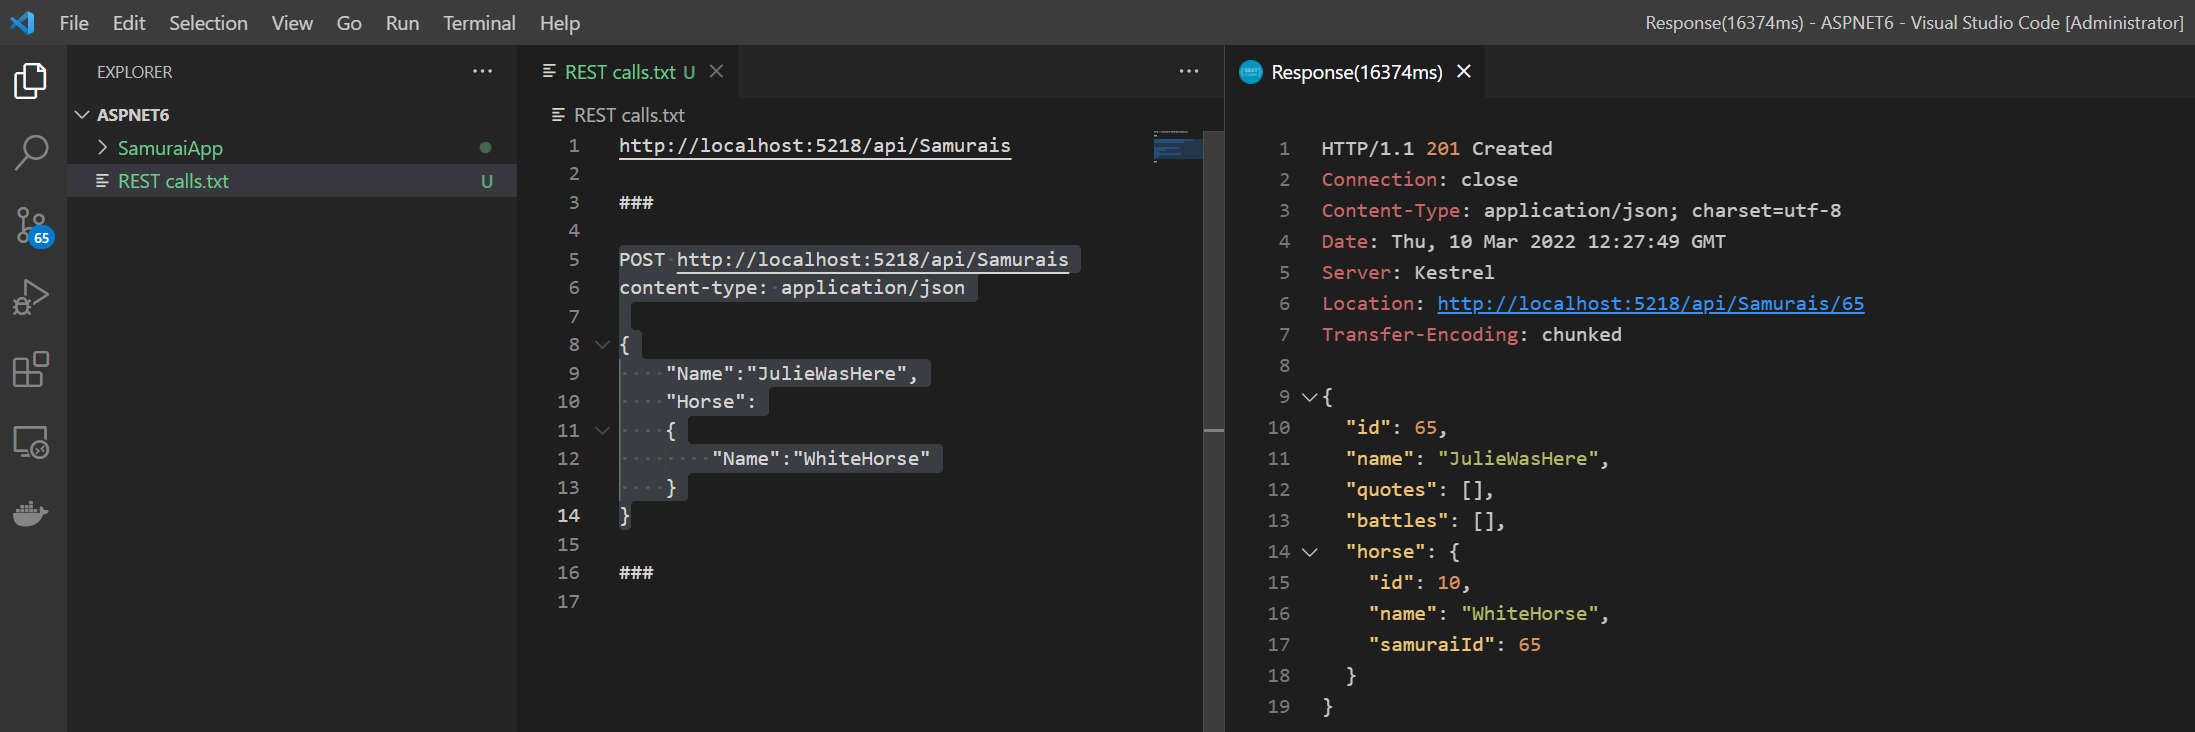 File Edit Selection View Go Run Terminal Help
Response(16374ms) - ASPNET6 - Visual Studio Code [Administrator]
EXPLORER
ASPNET6
SamuraiApp
REST calls.txt U
65
REST calls.txt U
REST calls.txt
1 http://localhost:5218/api/Samurais
2
3 ###
4
5 POST http://localhost:5218/api/Samurais
6 content-type: application/json
7
8 {
9 "Name":"JulieWasHere",
10 "Horse":
11 {
12 "Name":"WhiteHorse"
13 }
14 }
15
16 ###
17
Response(16374ms)
1 HTTP/1.1 201 Created
2 Connection: close
3 Content-Type: application/json; charset=utf-8
4 Date: Thu, 10 Mar 2022 12:27:49 GMT
5 Server: Kestrel
6 Location: http://localhost:5218/api/Samurais/65
7 Transfer-Encoding: chunked
8
9 {
10 "id": 65,
11 "name": "JulieWasHere",
12 "quotes": [],
13 "battles": [],
14 "horse": {
15 "id": 10,
16 "name": "WhiteHorse",
17 "samuraiId": 65
18 }
19 }